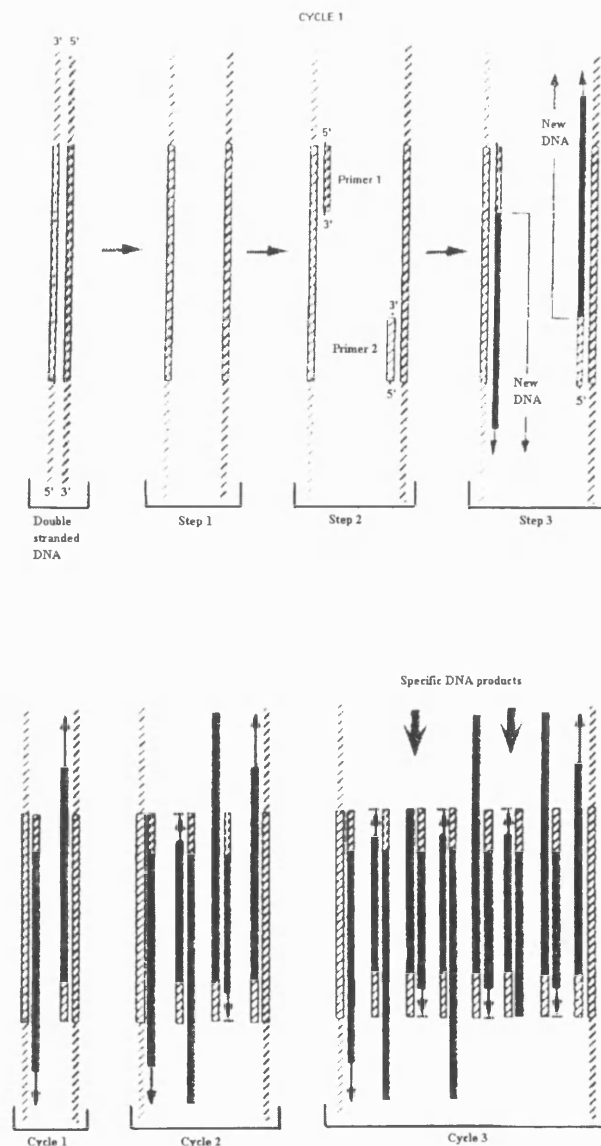 CYCLE 1
3' 5'
5'
Primer 1
3'
3'
Primer 2
5'
New
DNA
New
DNA
5'
5' 3'
Double
stranded
DNA
Step 1
Step 2
Step 3
Specific DNA products
Cycle 1
Cycle 2
Cycle 3